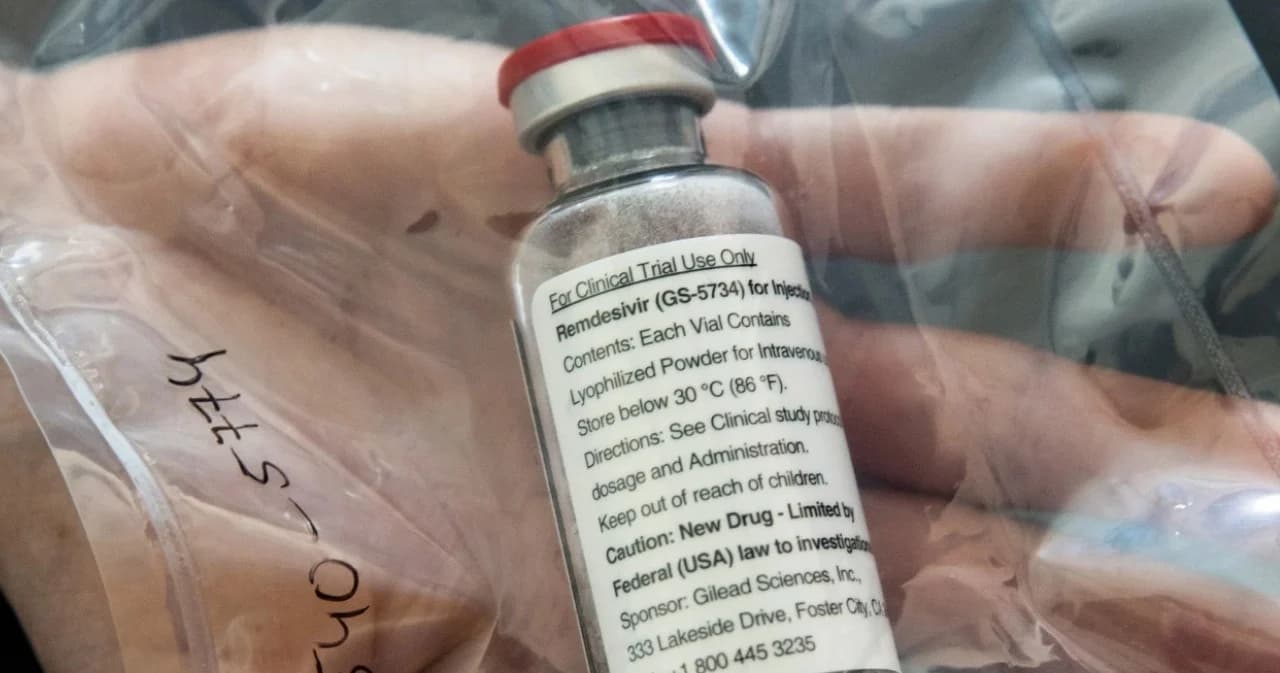 For Clinical Trial Use Only
Remdesivir (GS-5734) for Injection
Contents: Each Vial Contains
Lyophilized Powder for Intravenous
Store below 30 °C (86 °F).
Directions: See Clinical study
dosage and Administration.
Keep out of reach of children.
Caution: New Drug - Limited by
Federal (USA) law to
Sponsor: Gilead Sciences, Inc.,
333 Lakeside Drive, Foster City,
1 800 445 3235